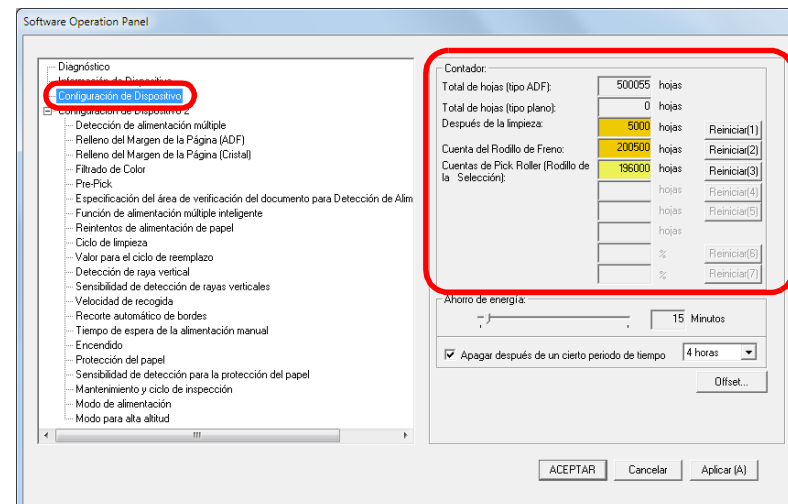 Software Operation Panel
Diagnóstico
Información de Dispositivo
Configuración de Dispositivo
Configuración de Dispositivo 2
Detección de alimentación múltiple
Relleno del Margen de la Página (ADF)
Relleno del Margen de la Página (Cristal)
Filtrado de Color
Pre-Pick
Especificación del área de verificación del documento para Detección de Alim
Función de alimentación múltiple inteligente
Reintentos de alimentación de papel
Ciclo de limpieza
Valor para el ciclo de reemplazo
Detección de raya vertical
Sensibilidad de detección de rayas verticales
Velocidad de recogida
Recorte automático de bordes
Tiempo de espera de la alimentación manual
Encendido
Protección del papel
Sensibilidad de detección para la protección del papel
Mantenimiento y ciclo de inspección
Modo de alimentación
Modo para alta altitud
Contador:
Total de hojas (tipo ADF): 500055 hojas
Total de hojas (tipo plano): 0 hojas
Después de la limpieza: 5000 hojas Reiniciar(1)
Cuenta del Rodillo de Freno: 200500 hojas Reiniciar(2)
Cuentas de Pick Roller (Rodillo de 196000 hojas Reiniciar(3)
la Selección):
hojas Reiniciar(4)
hojas Reiniciar(5)
hojas
% Reiniciar(6)
% Reiniciar(7)
Ahorro de energía:
15 Minutos
Apagar después de un cierto periodo de tiempo 4 horas
Offset...
ACEPTAR Cancelar Aplicar (A)